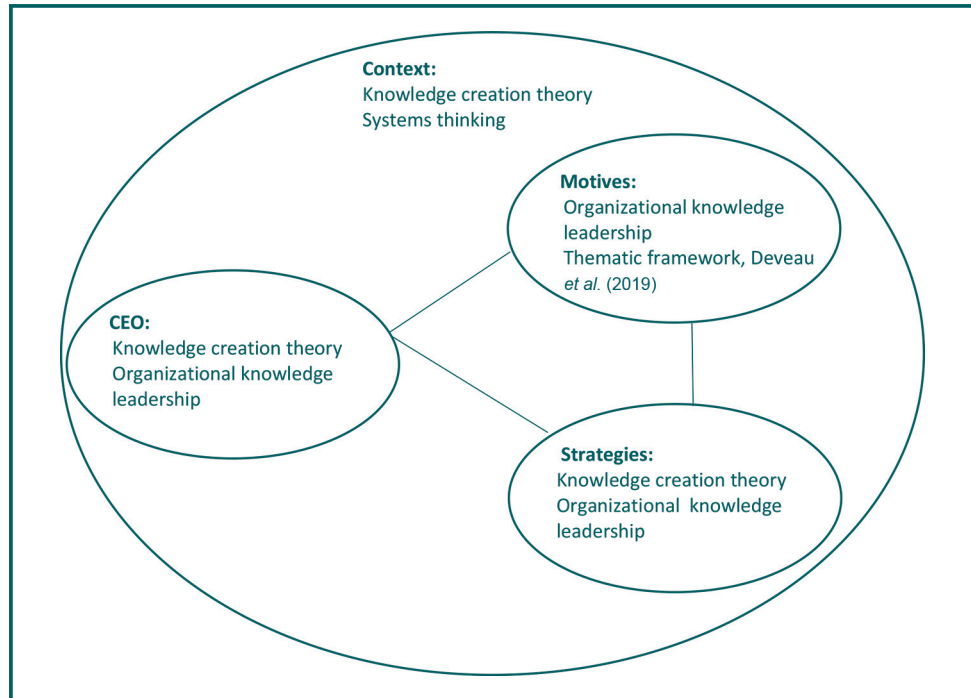 Context:
Knowledge creation theory
Systems thinking
Motives:
Organizational knowledge
leadership
Thematic framework, Deveau
et al. (2019)
CEO:
Knowledge creation theory
Organizational knowledge
leadership
Strategies:
Knowledge creation theory
Organizational knowledge
leadership